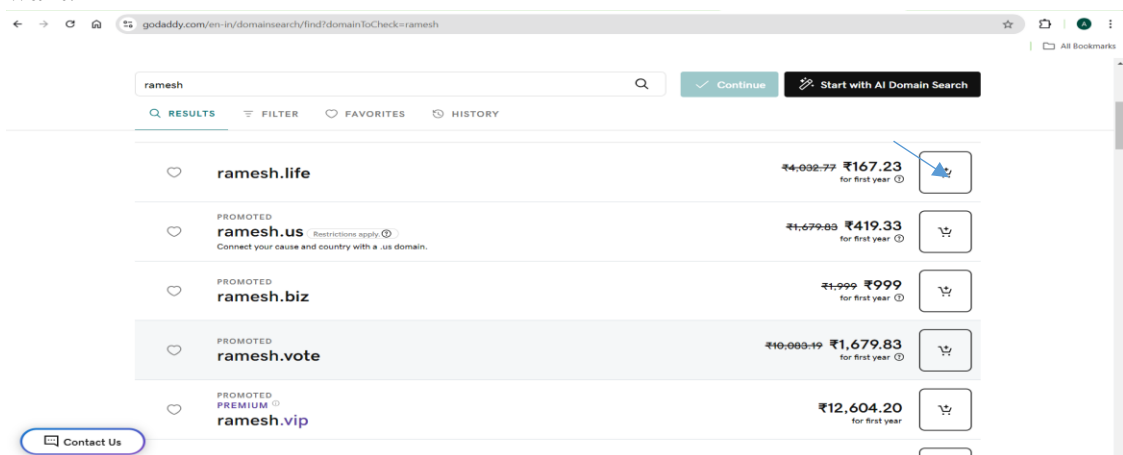 godaddy.com/en-in/domainsearch/find?domainToCheck=ramesh
A
All Bookmarks
ramesh
Continue
Start with AI Domain Search
RESULTS FILTER FAVORITES HISTORY
ramesh.life
₹4,032.77 ₹167.23
for first year
PROMOTED
ramesh.us Restrictions apply.
Connect your cause and country with a .us domain.
₹1,679.83 ₹419.33
for first year
PROMOTED
ramesh.biz
₹1,999 ₹999
for first year
PROMOTED
ramesh.vote
₹10,083.19 ₹1,679.83
for first year
PROMOTED
PREMIUM
ramesh.vip
₹12,604.20
for first year
Contact Us